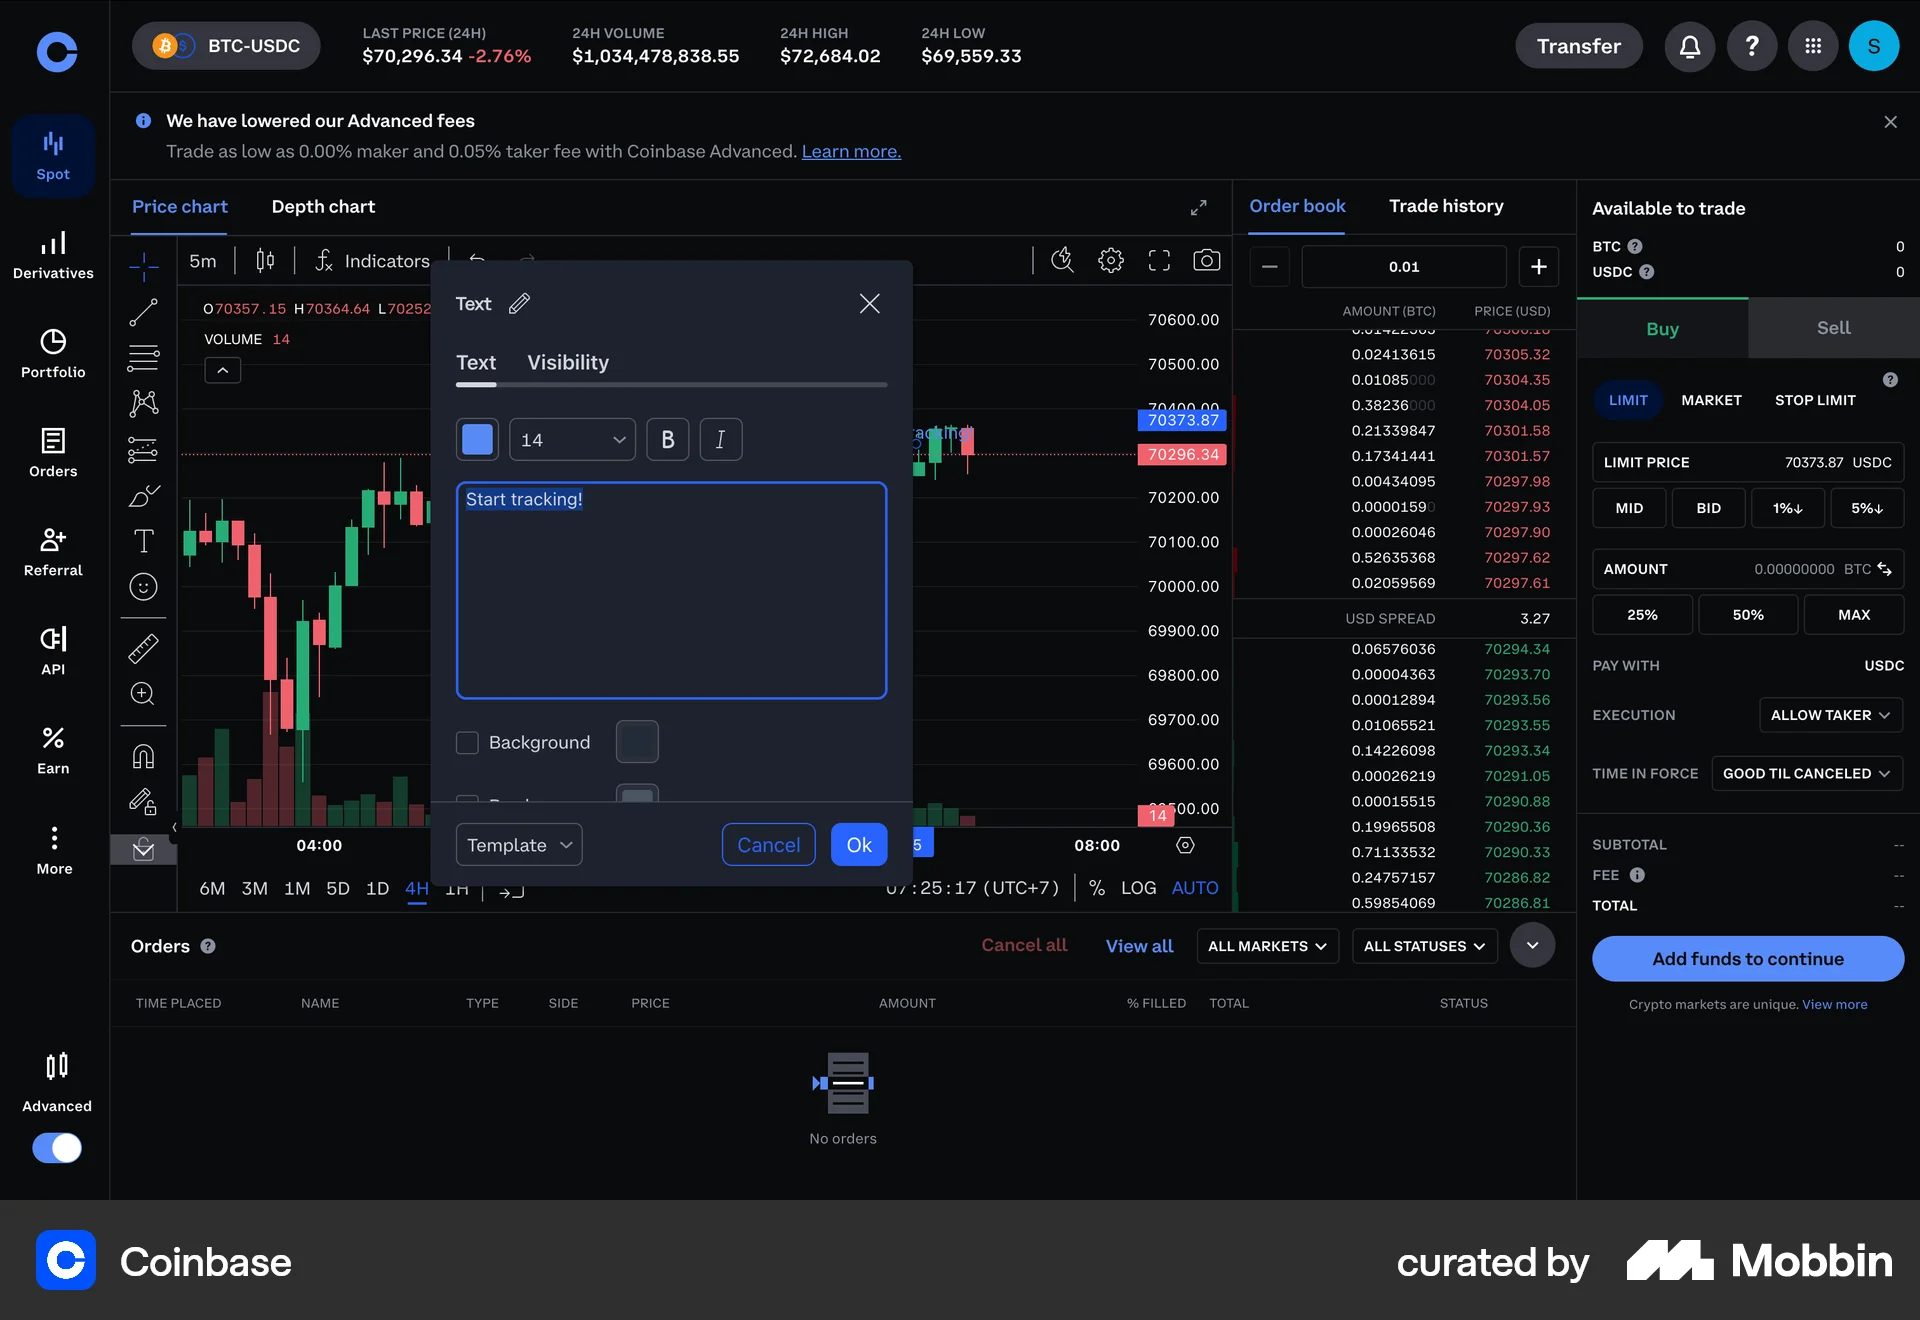 BTC-USDC
LAST PRICE (24H)
$70,296.34 -2.76%
24H VOLUME
$1,034,478,838.55
24H HIGH
$72,684.02
24H LOW
$69,559.33
Transfer
S
We have lowered our Advanced fees
Trade as low as 0.00% maker and 0.05% taker fee with Coinbase Advanced. Learn more.
Spot
Derivatives
Portfolio
Orders
Referral
API
Earn
More
Advanced
Price chart
Depth chart
5m
Indicators
O70357.15 H70364.64 L70252
VOLUME 14
Text
Text
Visibility
14
B
I
Start tracking!
Background
Template
Cancel
Ok
70600.00
70500.00
70400.00
70373.87
70296.34
70200.00
70100.00
70000.00
69900.00
69800.00
69700.00
69600.00
14
04:00
5
08:00
6M 3M 1M 5D 1D 4H 1H
07:25:17 (UTC+7)
% LOG AUTO
Order book
Trade history
0.01
AMOUNT (BTC) PRICE (USD)
0.02413615 70305.32
0.01085000 70304.35
0.38236000 70304.05
0.21339847 70301.58
0.17341441 70301.57
0.00434095 70297.98
0.00001590 70297.93
0.00026046 70297.90
0.52635368 70297.62
0.02059569 70297.61
USD SPREAD 3.27
0.06576036 70294.34
0.00004363 70293.70
0.00012894 70293.56
0.01065521 70293.55
0.14226098 70293.34
0.00026219 70291.05
0.00015515 70290.88
0.19965508 70290.36
0.71133532 70290.33
0.24757157 70286.82
0.59854069 70286.81
Available to trade
BTC 0
USDC 0
Buy
Sell
LIMIT
MARKET
STOP LIMIT
LIMIT PRICE 70373.87 USDC
MID
BID
1%↓
5%↓
AMOUNT 0.00000000 BTC
25%
50%
MAX
PAY WITH USDC
EXECUTION ALLOW TAKER
TIME IN FORCE GOOD TIL CANCELED
SUBTOTAL --
FEE --
TOTAL --
Add funds to continue
Crypto markets are unique. View more
Orders
Cancel all
View all
ALL MARKETS
ALL STATUSES
TIME PLACED NAME TYPE SIDE PRICE AMOUNT % FILLED TOTAL STATUS
No orders
Coinbase
curated by
Mobbin